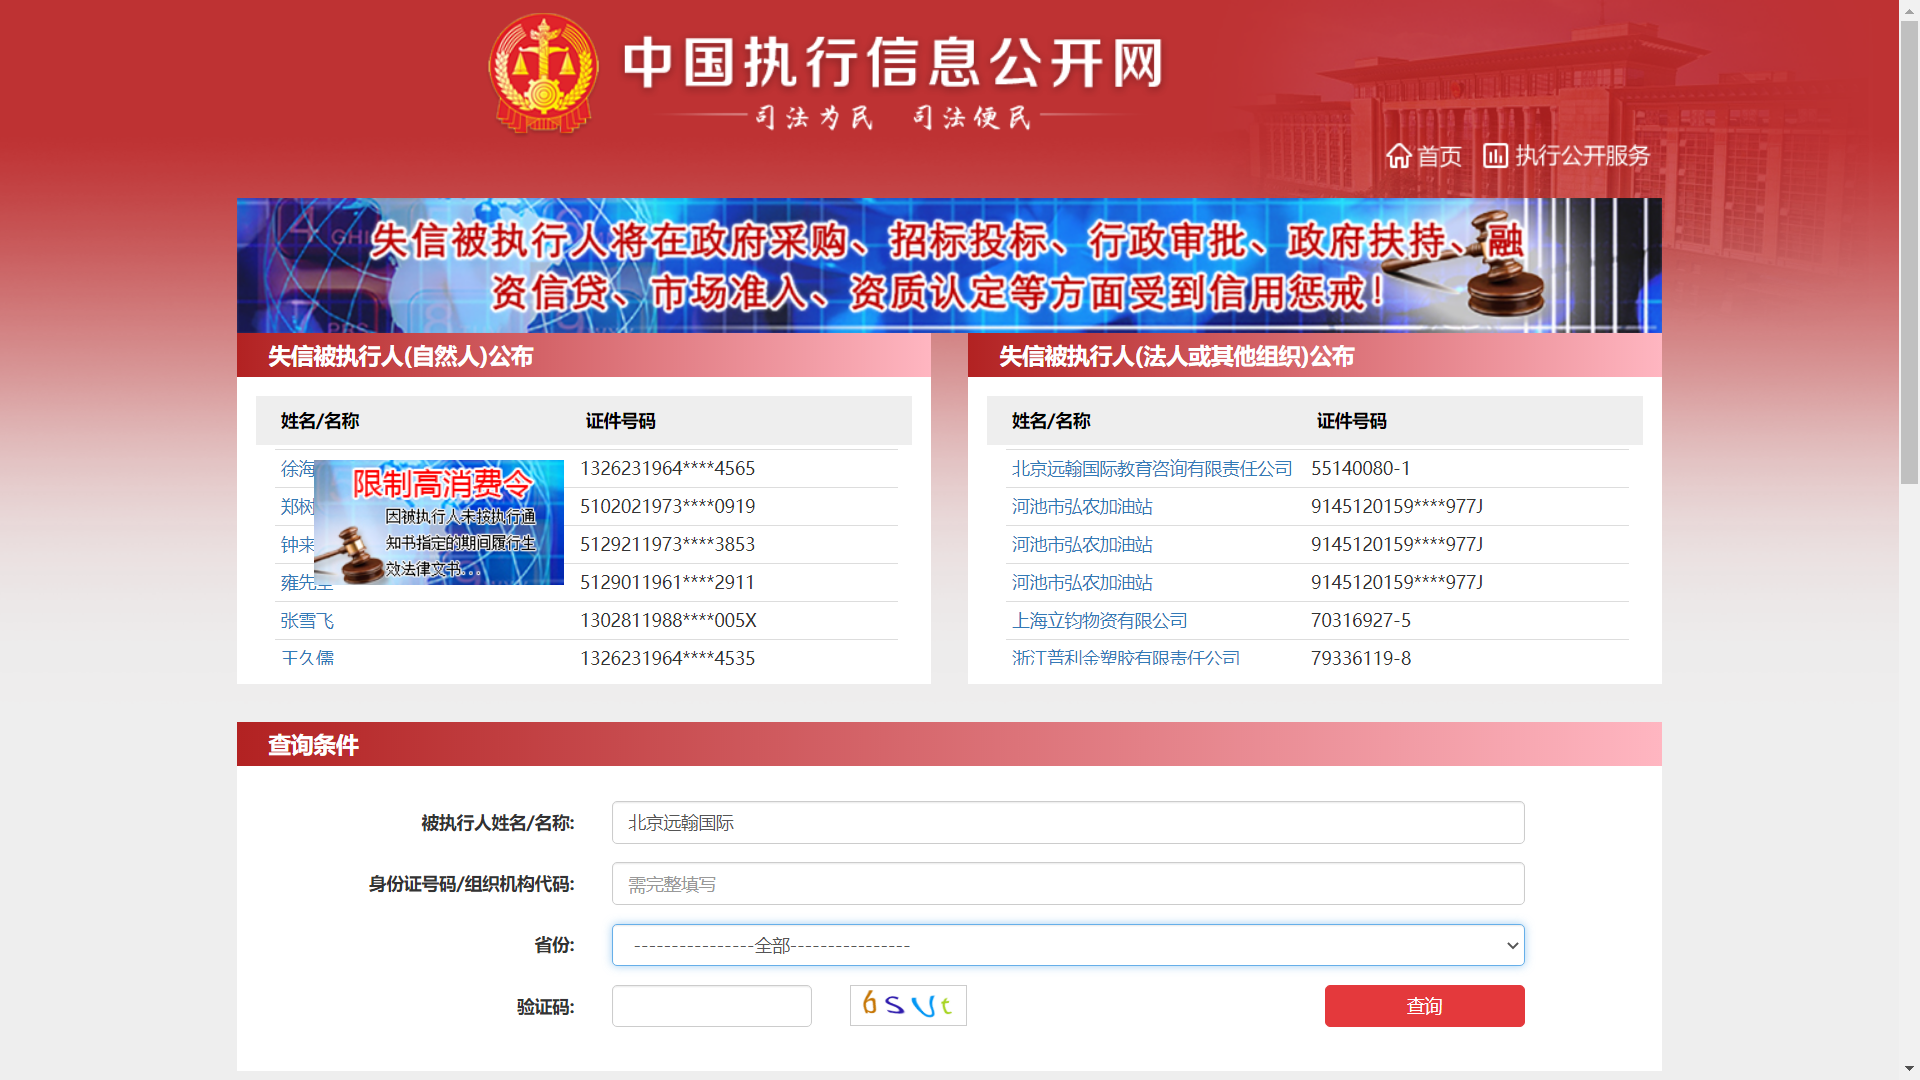 中国执行信息公开网
司法为民 司法便民
首页 执行公开服务
失信被执行人将在政府采购、招标投标、行政审批、政府扶持、融
资信贷、市场准入、资质认定等方面受到信用惩戒！
失信被执行人(自然人)公布
姓名/名称 证件号码
徐海 1326231964****4565
郑树 5102021973****0919
钟来 5129211973****3853
雍先 5129011961****2911
张雪飞 1302811988****005X
王久儒 1326231964****4535
限制高消费令
因被执行人未按执行通
知书指定的期间履行生
效法律文书...
失信被执行人(法人或其他组织)公布
姓名/名称 证件号码
北京远翰国际教育咨询有限责任公司 55140080-1
河池市弘农加油站 9145120159****977J
河池市弘农加油站 9145120159****977J
河池市弘农加油站 9145120159****977J
上海立钧物资有限公司 70316927-5
浙江普利金塑胶有限责任公司 79336119-8
查询条件
被执行人姓名/名称: 北京远翰国际
身份证号码/组织机构代码: 需完整填写
省份: ----------------全部----------------
验证码: 6SVt 查询